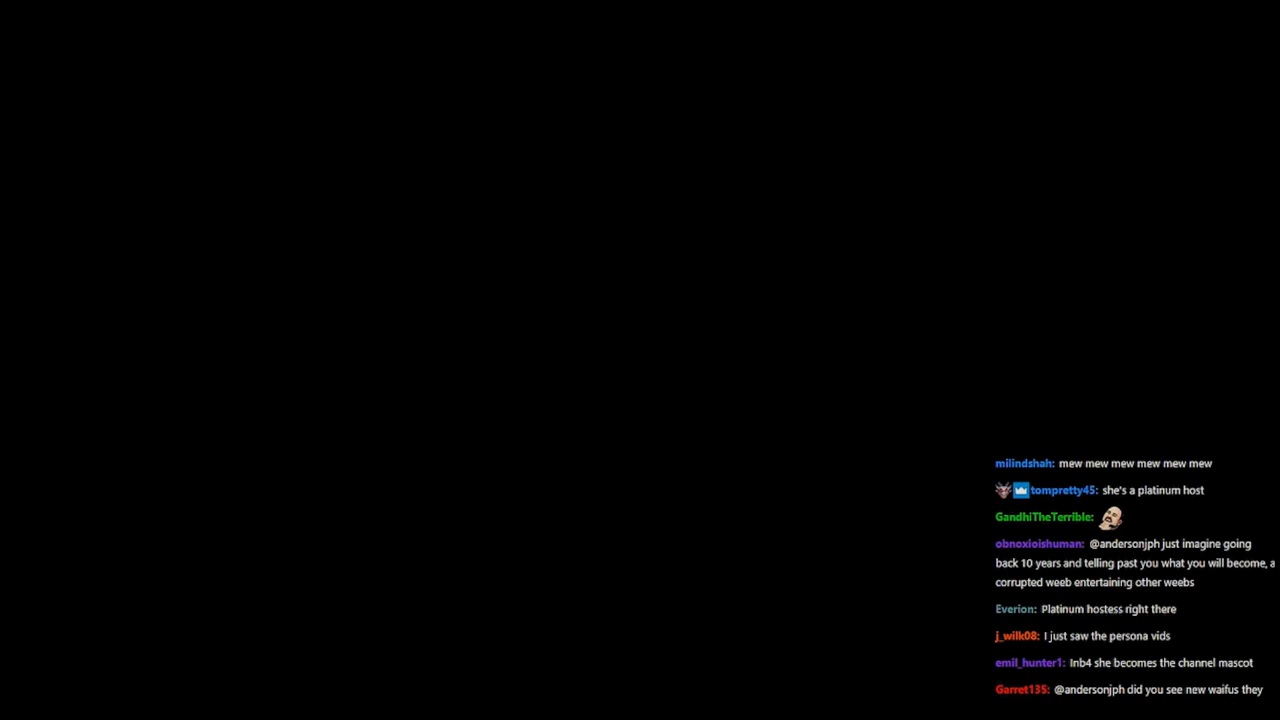 milindshah: mew mew mew mew mew mew
tompretty45: she's a platinum host
GandhiTheTerrible:
obnoxioishuman: @andersonjph just imagine going
back 10 years and telling past you what you will become, a
corrupted weeb entertaining other weebs
Everion: Platinum hostess right there
j_wilk08: I just saw the persona vids
emil_hunter1: Inb4 she becomes the channel mascot
Garret135: @andersonjph did you see new waifus they